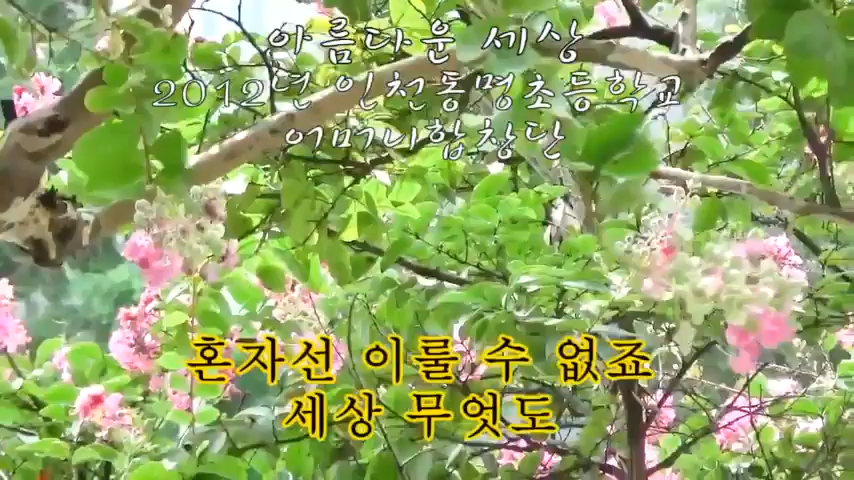 아름다운 세상
2012년 인천동명초등학교
어머니합창단
혼자선 이룰 수 없죠
세상 무엇도